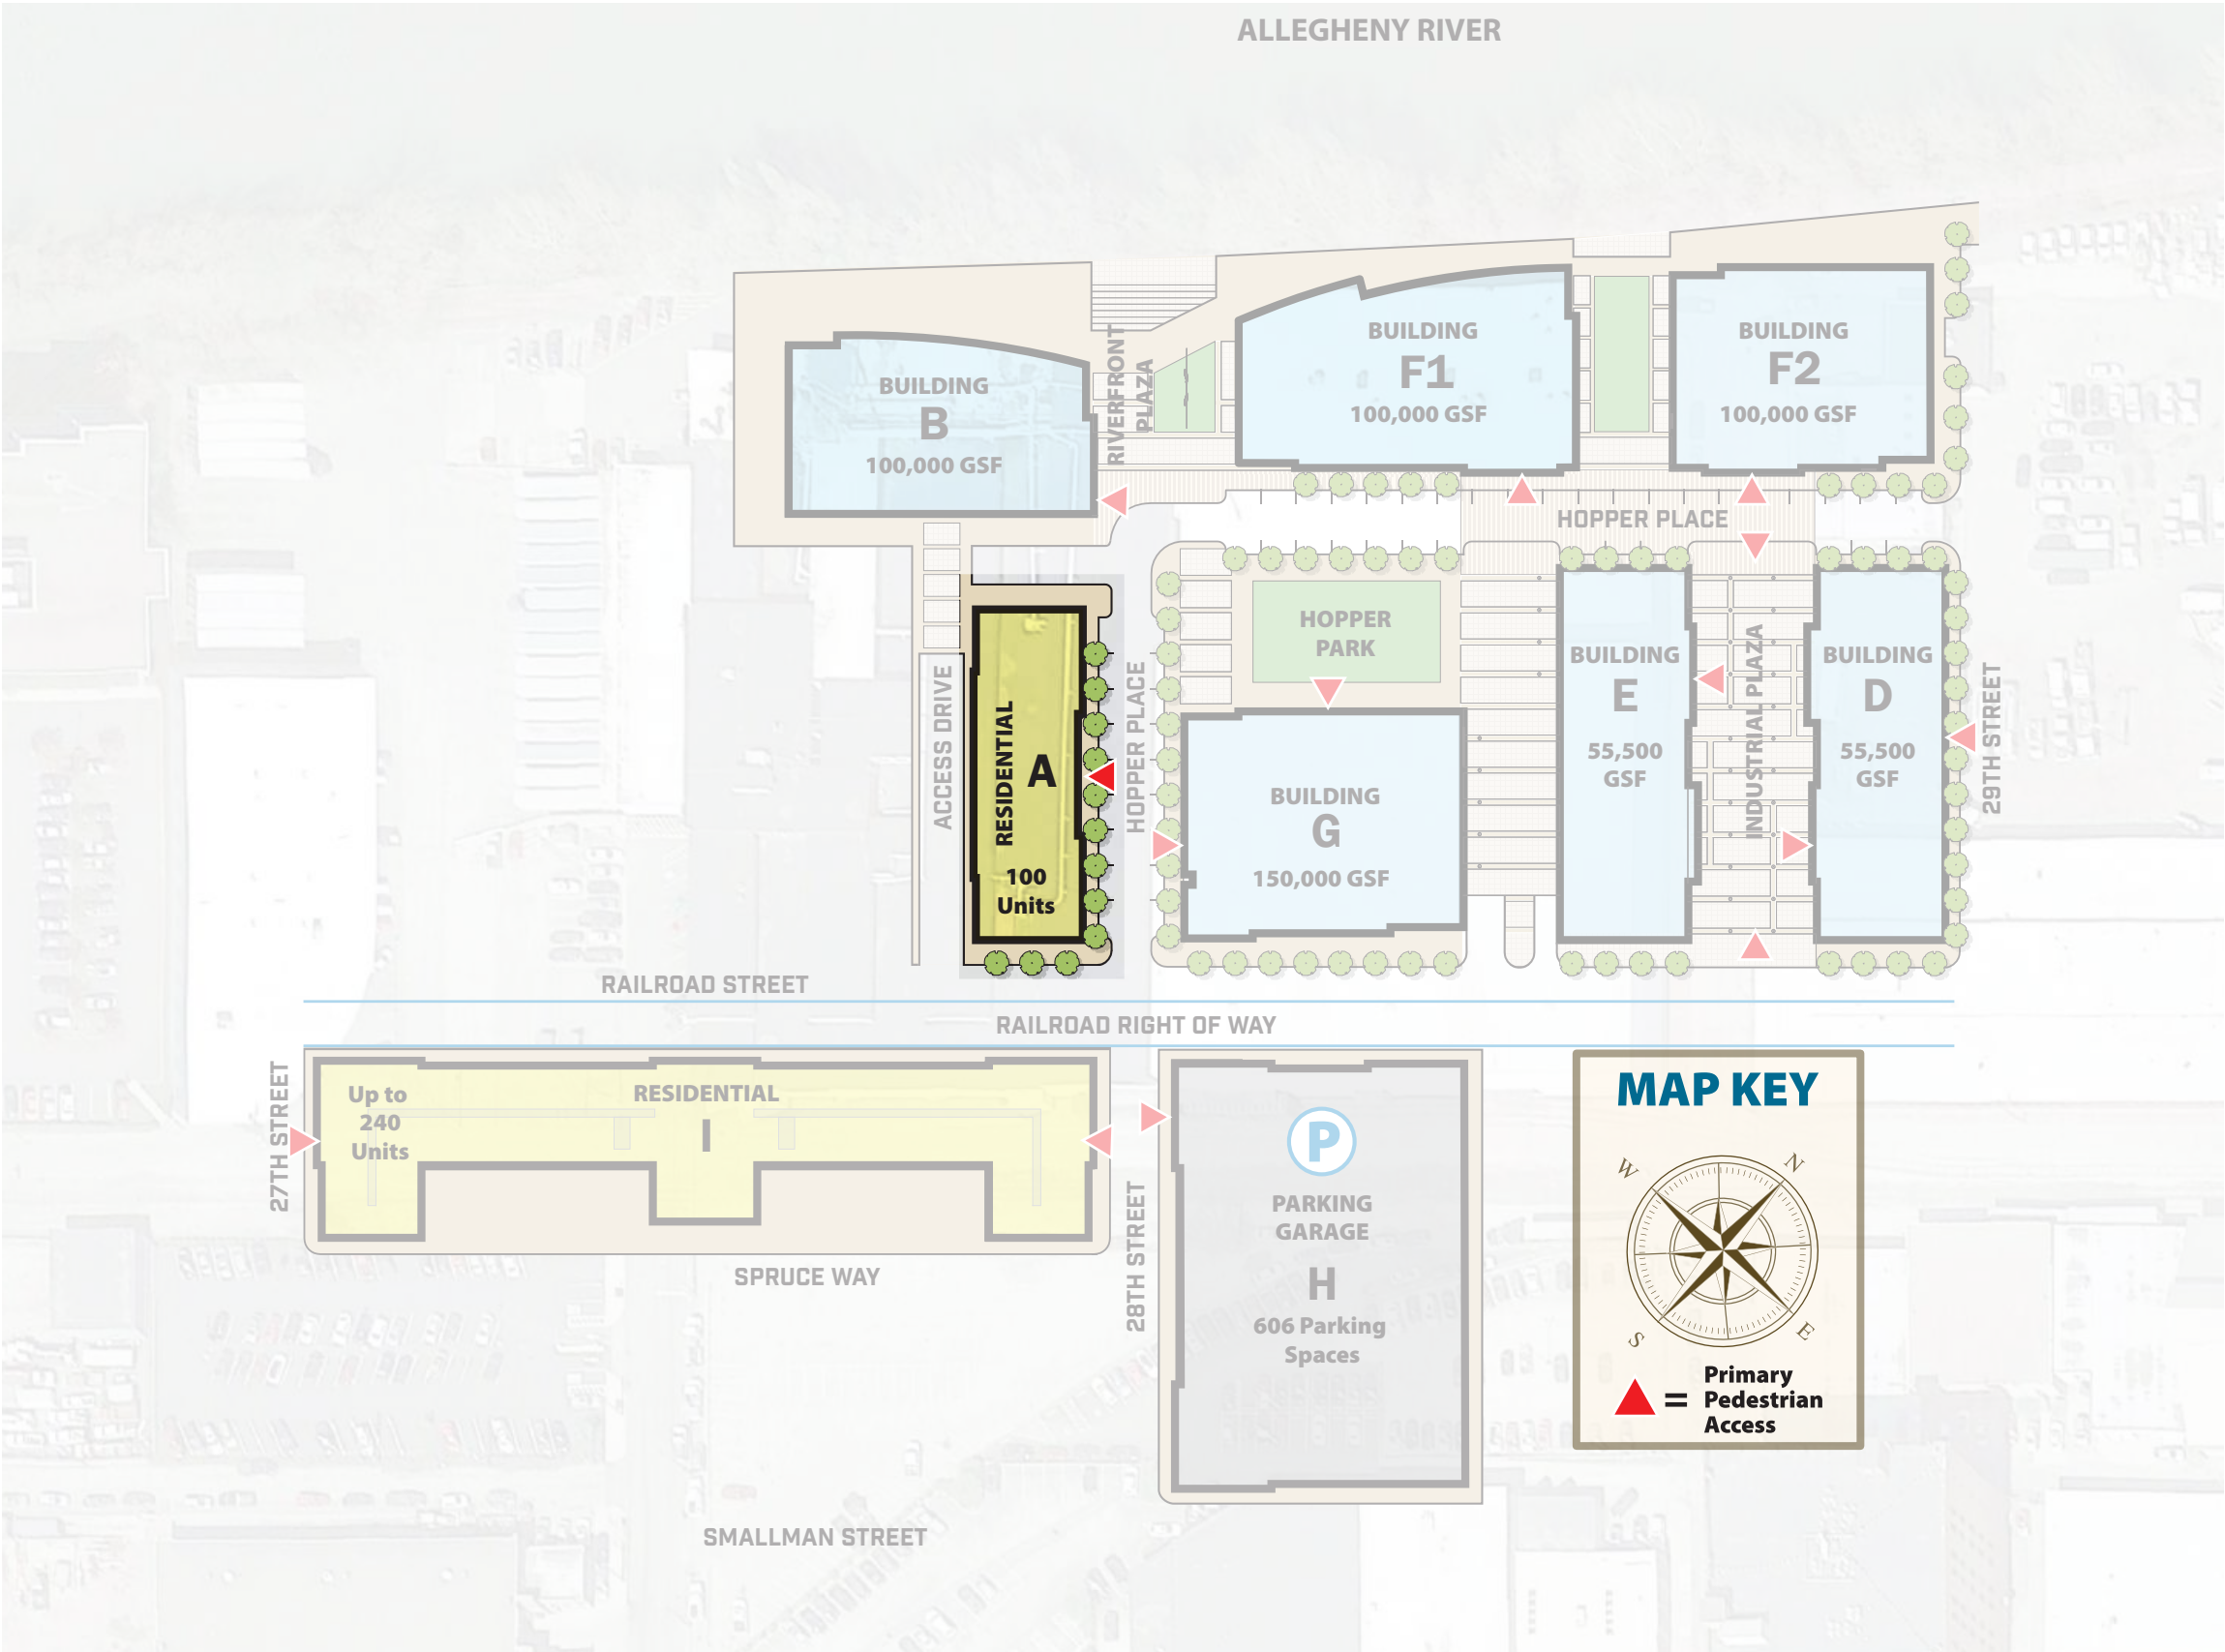 ALLEGHENY RIVER
BUILDING
B
100,000 GSF
RIVERFRONT
PLAZA
BUILDING
F1
100,000 GSF
BUILDING
F2
100,000 GSF
HOPPER PLACE
ACCESS DRIVE
RESIDENTIAL
A
100
Units
HOPPER PLACE
HOPPER
PARK
BUILDING
G
150,000 GSF
BUILDING
E
55,500
GSF
INDUSTRIAL PLAZA
BUILDING
D
55,500
GSF
29TH STREET
RAILROAD STREET
RAILROAD RIGHT OF WAY
27TH STREET
Up to
240
Units
RESIDENTIAL
I
SPRUCE WAY
28TH STREET
P
PARKING
GARAGE
H
606 Parking
Spaces
SMALLMAN STREET
MAP KEY
W
N
S
E
=
Primary
Pedestrian
Access